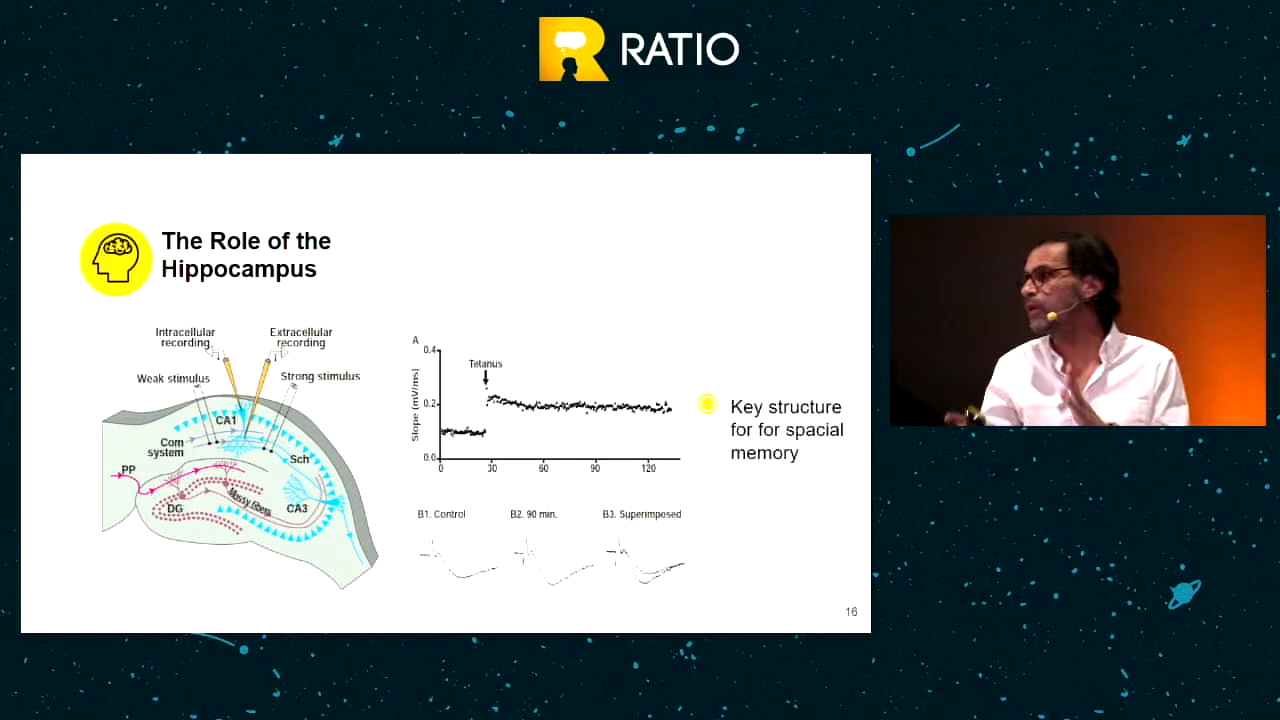 RATIO
The Role of the
Hippocampus
Intracellular
recording
Extracellular
recording
Weak stimulus
Strong stimulus
CA1
Com
system
Sch
PP
DG
Mossy fibers
CA3
A
Tetanus
Slope (mV/ms)
0.4
0.2
0.0
0 30 60 90 120
B1. Control B2. 90 min. B3. Superimposed
Key structure
for for spacial
memory
16